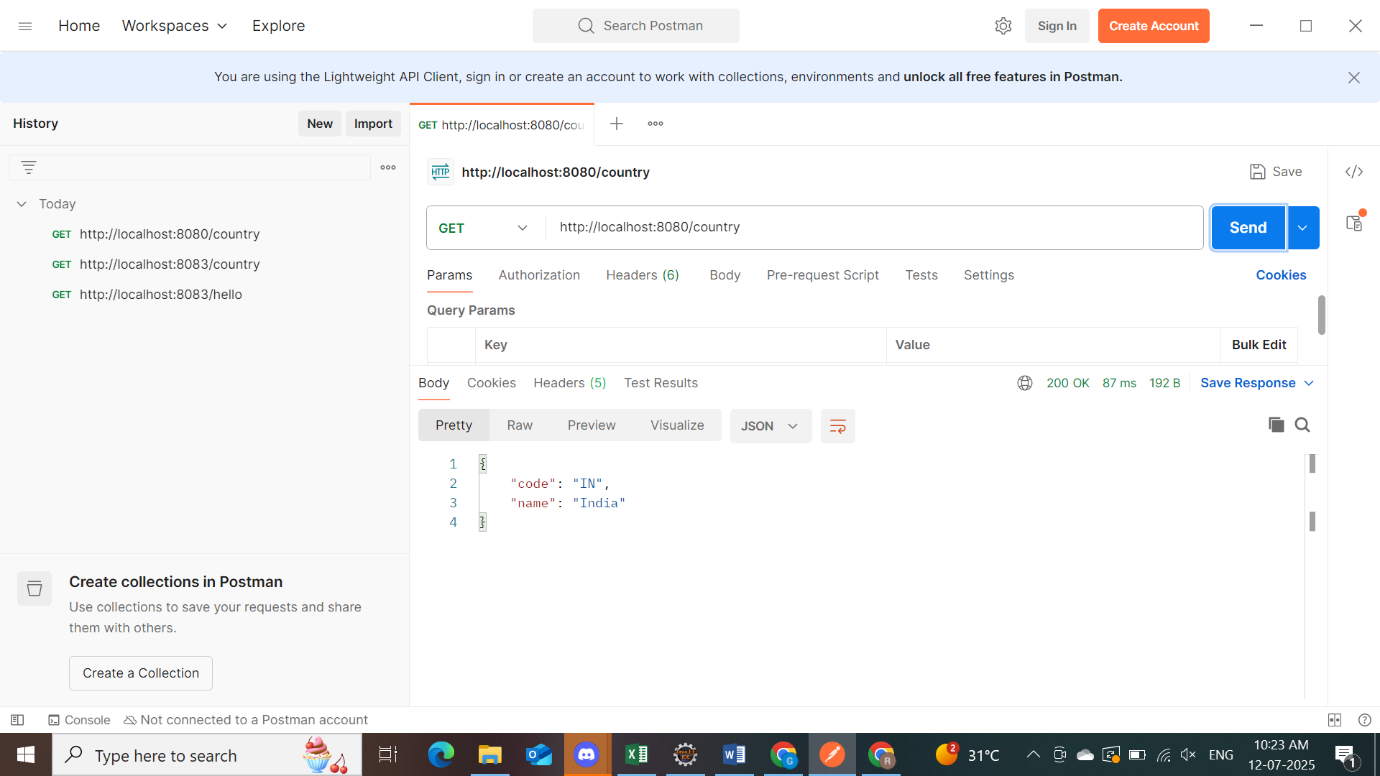 Home Workspaces Explore Search Postman Sign In Create Account
You are using the Lightweight API Client, sign in or create an account to work with collections, environments and unlock all free features in Postman.
History New Import
GET http://localhost:8080/cou
HTTP http://localhost:8080/country Save
Today
GET http://localhost:8080/country
GET http://localhost:8083/country
GET http://localhost:8083/hello
GET http://localhost:8080/country Send
Params Authorization Headers (6) Body Pre-request Script Tests Settings Cookies
Query Params
Key Value Bulk Edit
Body Cookies Headers (5) Test Results 200 OK 87 ms 192 B Save Response
Pretty Raw Preview Visualize JSON
1 {
2 "code": "IN",
3 "name": "India"
4 }
Create collections in Postman
Use collections to save your requests and share
them with others.
Create a Collection
Console Not connected to a Postman account
Type here to search 2 31°C ENG 10:23 AM
12-07-2025 1